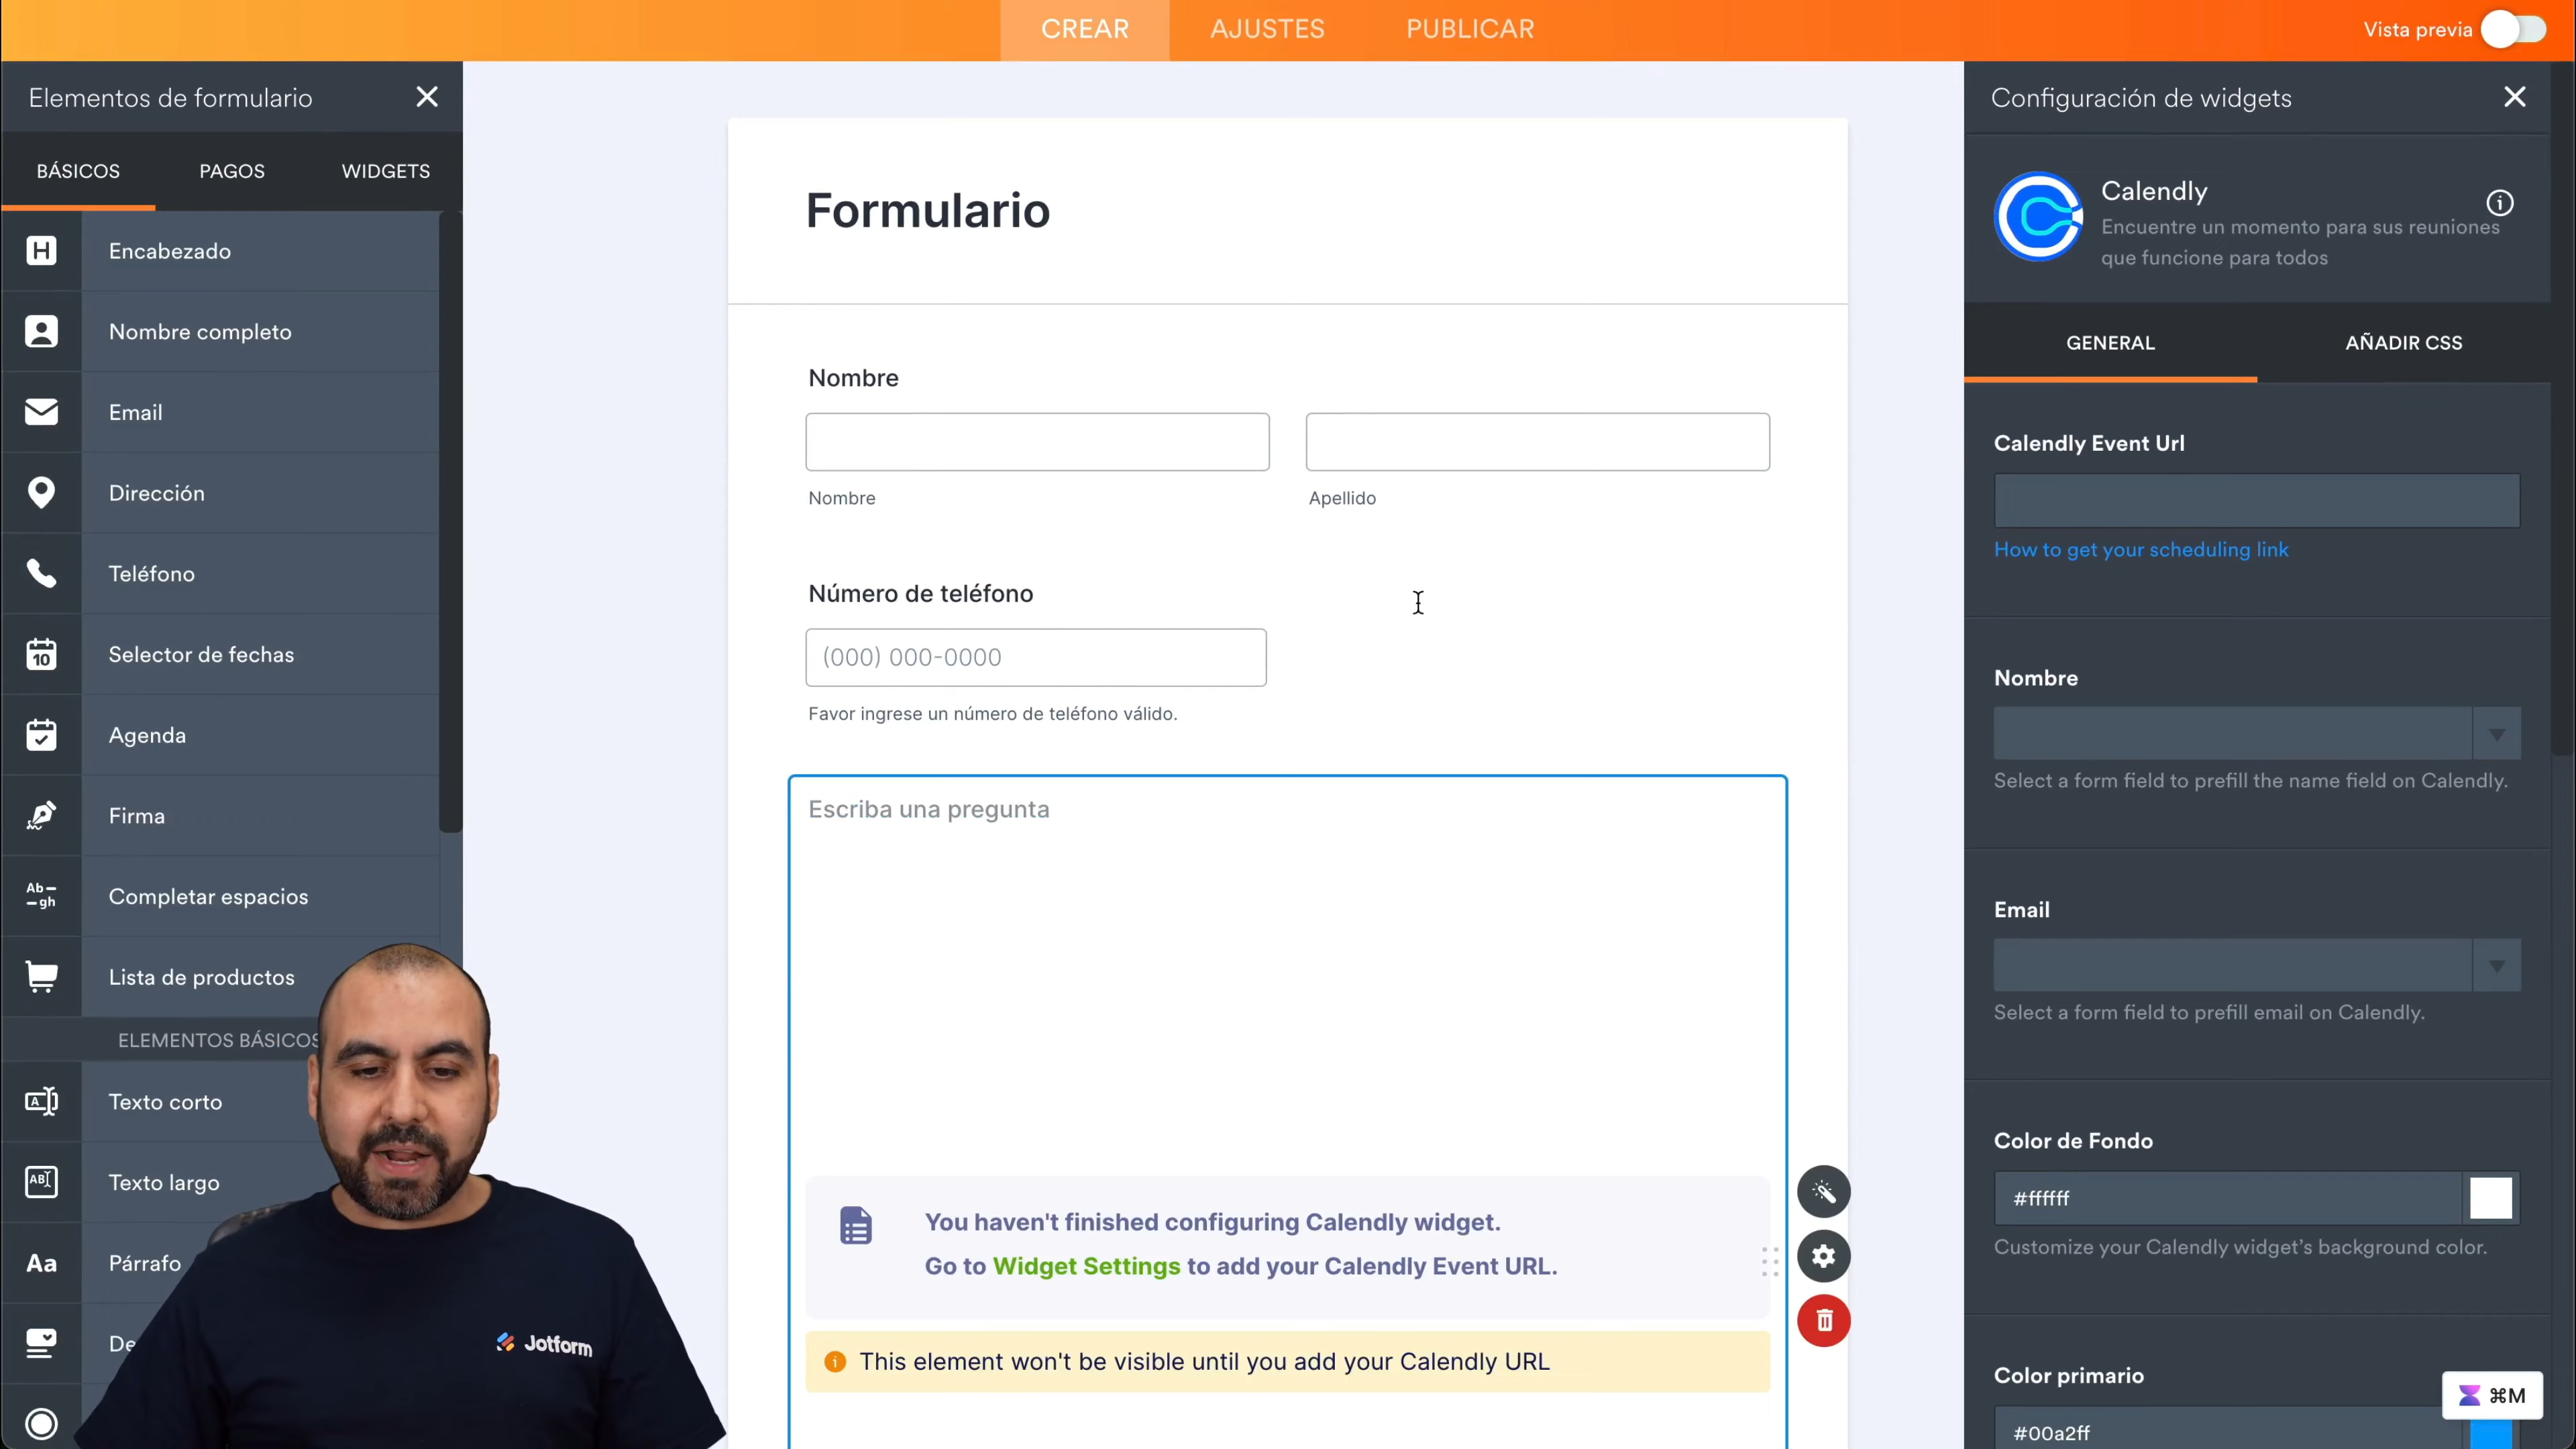 CREAR
AJUSTES
PUBLICAR
Vista previa
Elementos de formulario
BÁSICOS
PAGOS
WIDGETS
H
Encabezado
Nombre completo
Email
Dirección
Teléfono
10
Selector de fechas
Agenda
Firma
Ab
gh
Completar espacios
Lista de productos
ELEMENTOS BÁSICOS
A
Texto corto
AB
Texto largo
Aa
Párrafo
De
Jotform
Formulario
Nombre
Nombre
Apellido
Número de teléfono
(000) 000-0000
Favor ingrese un número de teléfono válido.
Escriba una pregunta
You haven't finished configuring Calendly widget.
Go to Widget Settings to add your Calendly Event URL.
This element won't be visible until you add your Calendly URL
Configuración de widgets
Calendly
Encuentre un momento para sus reuniones
que funcione para todos
GENERAL
AÑADIR CSS
Calendly Event Url
How to get your scheduling link
Nombre
Select a form field to prefill the name field on Calendly.
Email
Select a form field to prefill email on Calendly.
Color de Fondo
#ffffff
Customize your Calendly widget's background color.
Color primario
#00a2ff
⌘M